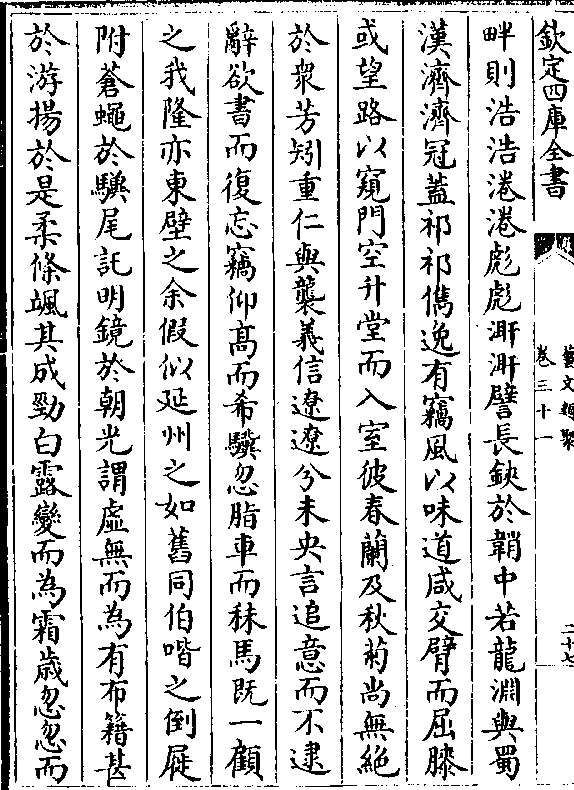 欽定四庫全書
藝文類聚
卷三十一
二十七
畔則浩浩港港彪彪洴洴譬長鋏於鞘中若龍淵與蜀
漢濟濟冠蓋祁祁儁逸有竊風以味道咸交臂而屈膝
或望路以窺門空升堂而入室彼春蘭及秋菊尚無絶
於衆芳矧重仁與襲義信遼遼兮未央言追意而不逮
辭欲書而復忘竊仰髙而希驥忽脂車而秣馬既一顧
之我隆亦東壁之余假似延州之如舊同伯喈之倒屣
附蒼蠅於驥尾託明鏡於朝光謂虛無而為有布籍甚
於游揚於是柔條颯其成勁白露變而為霜歲忽忽而